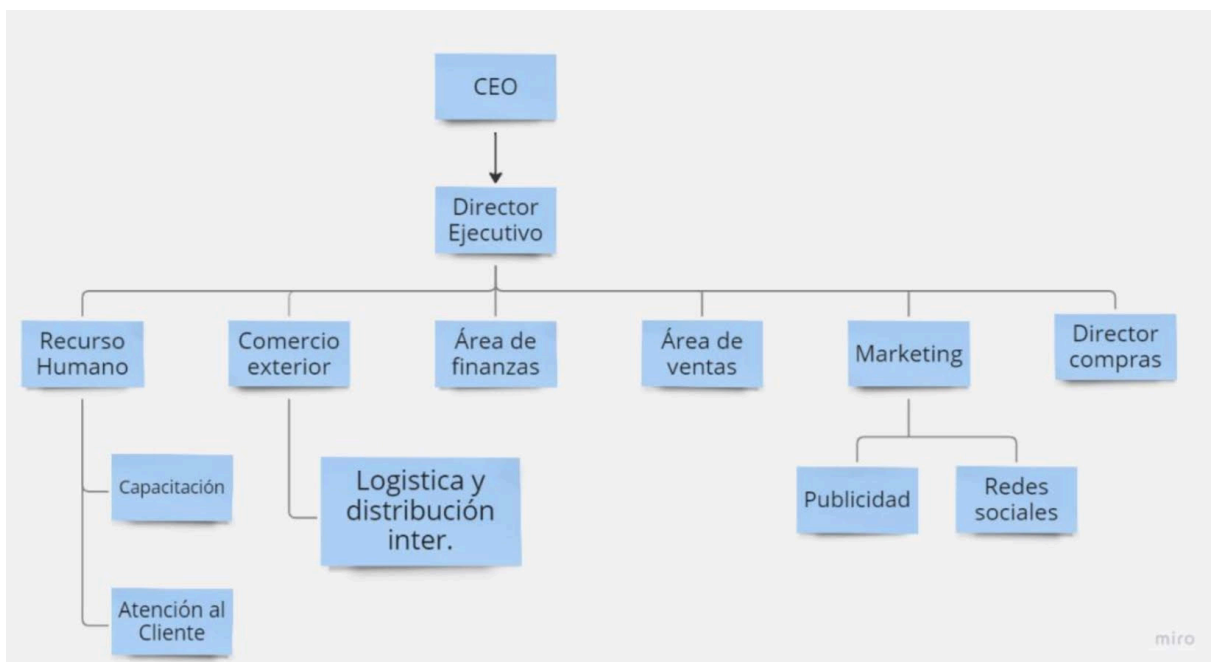 CEO
Director
Ejecutivo
Recurso
Humano
Comercio
exterior
Área de
finanzas
Área de
ventas
Marketing
Director
compras
Capacitación
Logistica y
distribución
inter.
Publicidad
Redes
sociales
Atención al
Cliente
miro